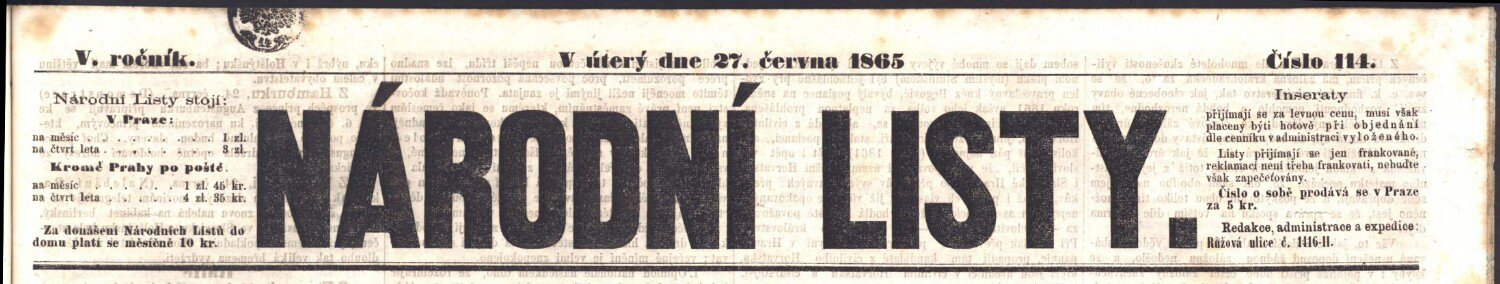 V. ročník.
V úterý dne 27. června 1865
Číslo 114.
Národní Listy stojí:
V Praze:
na měsíc . . . . . . 1 zl.
na čtvrt leta . . . . . 3 zl.
Kromě Prahy po poště.
na měsíc . . . . 1 zl. 45 kr.
na čtvrt leta . . . 4 zl. 35 kr.
Za donášení Národních Listů do
domu platí se měsíčně 10 kr.
NÁRODNÍ LISTY.
Inseraty
přijímají se za levnou cenu, musí však
placeny býti hotově při objednání
dle cenníku v administraci vyloženého.
Listy přijímají se jen frankované,
reklamací není třeba frankovati, nebuďte
však zapečeťovány.
Číslo o sobě prodává se v Praze
za 5 kr.
Redakce, administrace a expedice:
Růžová ulice č. 1416-II.